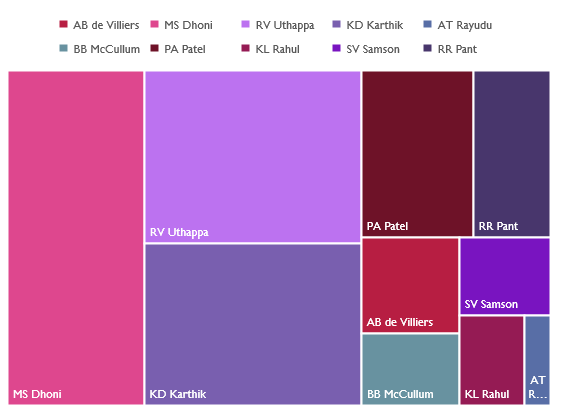 AB de Villiers MS Dhoni RV Uthappa KD Karthik AT Rayudu
BB McCullum PA Patel KL Rahul SV Samson RR Pant
PA Patel RR Pant
RV Uthappa
SV Samson
AB de Villiers
AT
MS Dhoni KD Karthik BB McCullum KL Rahul R...